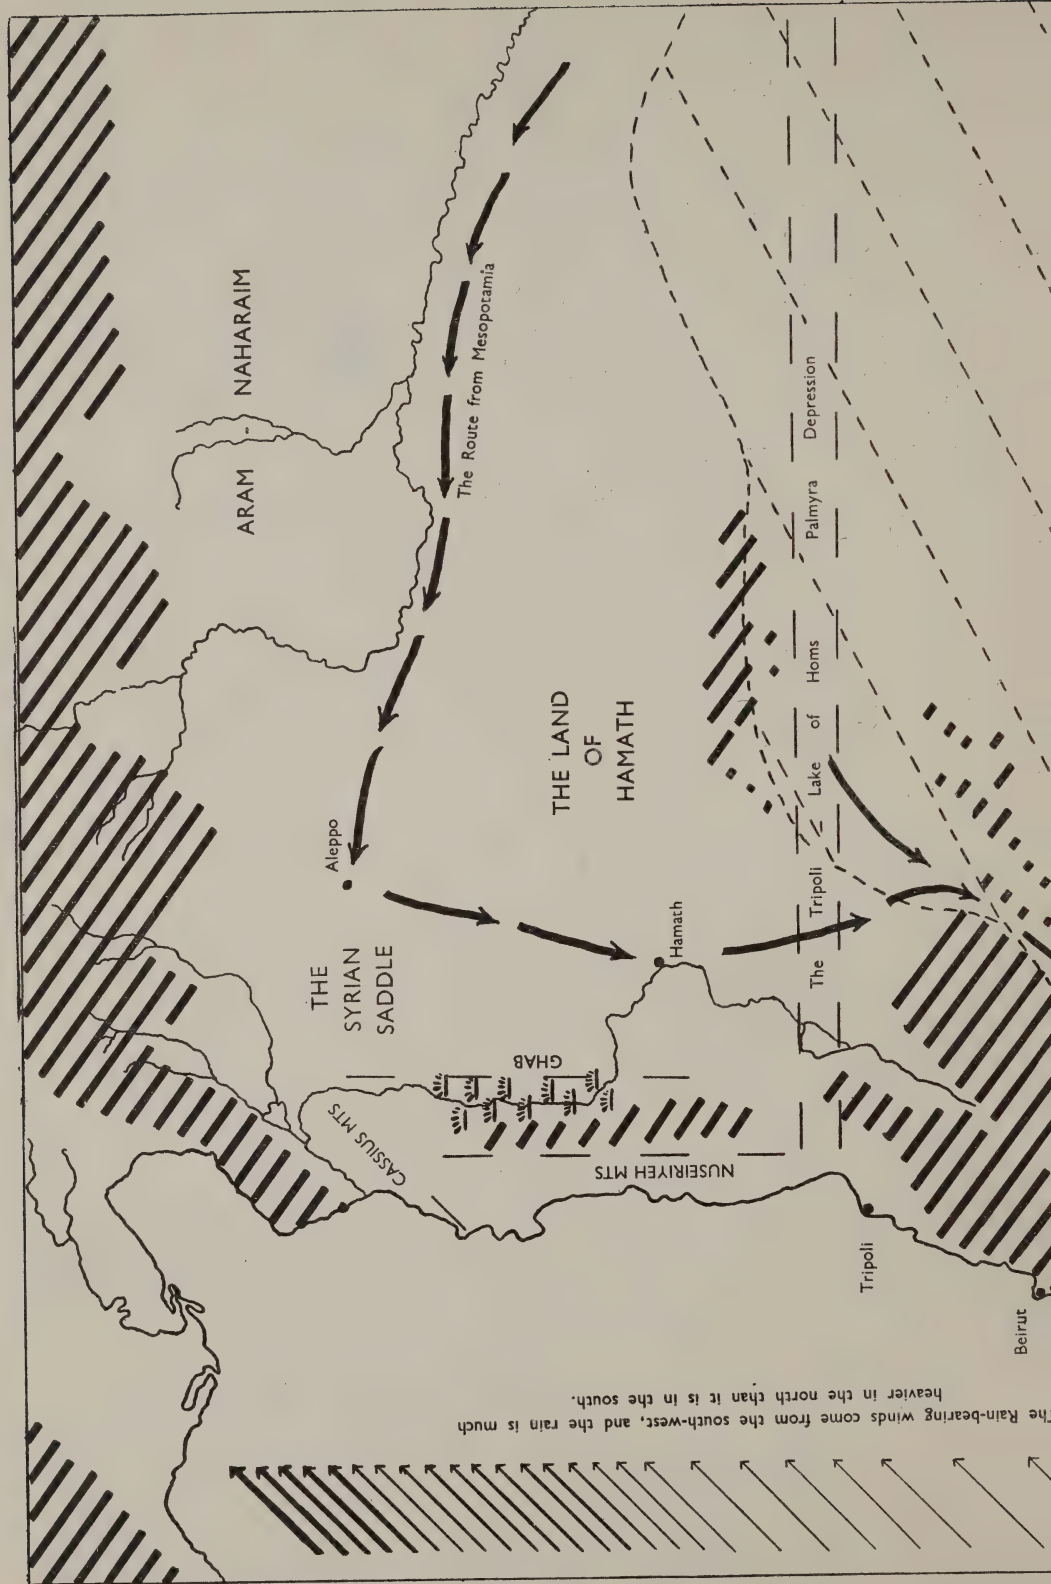 ARAM - NAHARAIM
The Route from Mesopotamia
Aleppo
THE
SYRIAN
SADDLE
THE LAND
OF
HAMATH
Hamath
GHAB
CASSIUS MTS
NUSEIRIYEH MTS
The Tripoli Lake of Homs Palmyra Depression
Tripoli
Beirut
The Rain-bearing winds come from the south-west, and the rain is much
heavier in the north than it is in the south.